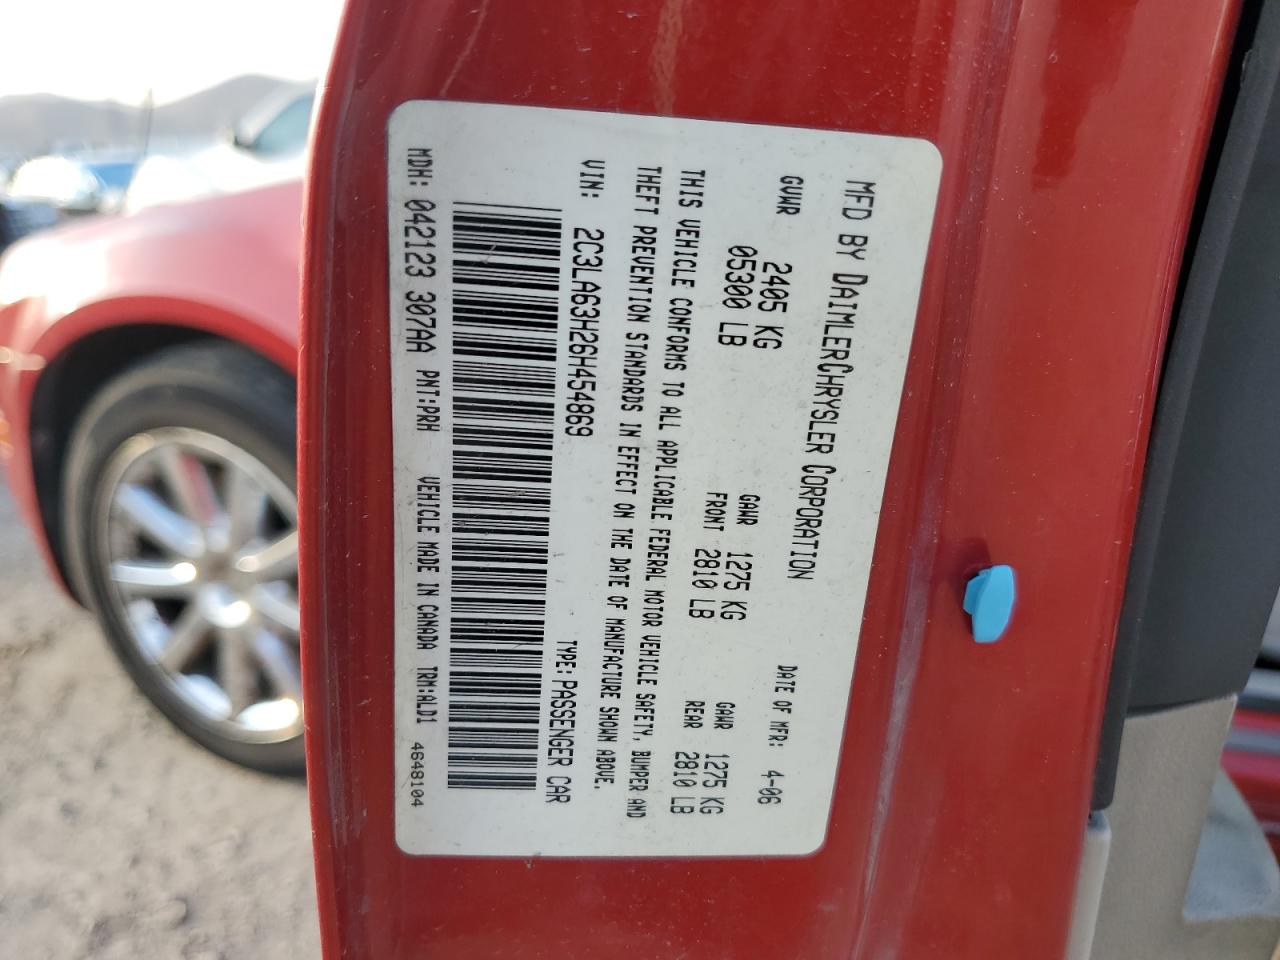 MFD BY DAIMLERCHRYSLER CORPORATION
DATE OF MFR: 4-06
GVWR 2405 KG
05300 LB
GAWR 1275 KG
FRONT 2810 LB
GAWR 1275 KG
REAR 2810 LB
THIS VEHICLE CONFORMS TO ALL APPLICABLE FEDERAL MOTOR VEHICLE SAFETY, BUMPER AND
THEFT PREVENTION STANDARDS IN EFFECT ON THE DATE OF MANUFACTURE SHOWN ABOVE.
VIN: 2C3LA63H26H454869 TYPE: PASSENGER CAR
MDH: 042123 307AA PNT:PRH VEHICLE MADE IN CANADA TRM:ALD1 4648104